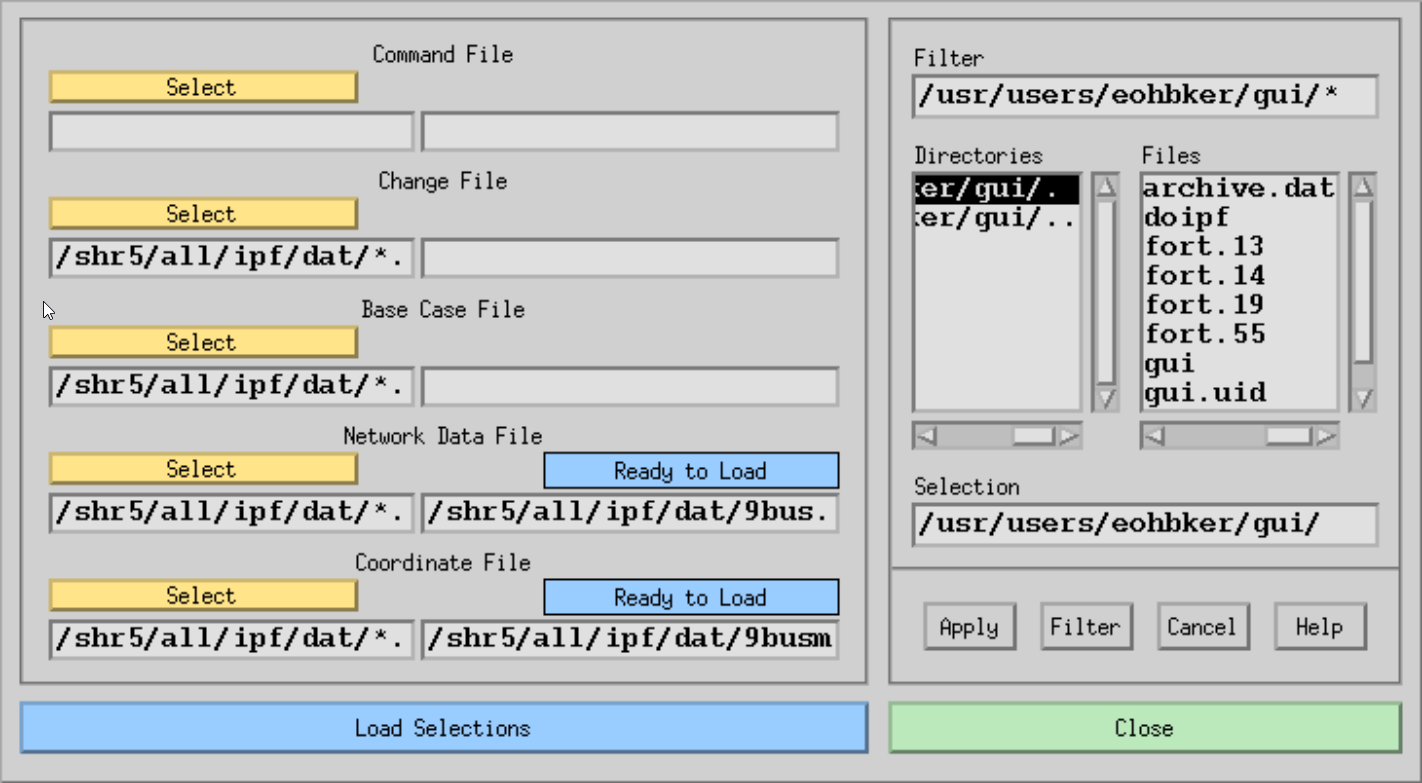 Command File
Select
Change File
Select
/shr5/all/ipf/dat/*.
Base Case File
Select
/shr5/all/ipf/dat/*.
Network Data File
Select
Ready to Load
/shr5/all/ipf/dat/*.
/shr5/all/ipf/dat/9bus.
Coordinate File
Select
Ready to Load
/shr5/all/ipf/dat/*.
/shr5/all/ipf/dat/9busm
Load Selections
Filter
/usr/users/eohbker/gui/*
Directories
ker/gui/.
ker/gui/..
Files
archive.dat
doipf
fort.13
fort.14
fort.19
fort.55
gui
gui.uid
Selection
/usr/users/eohbker/gui/
Apply
Filter
Cancel
Help
Close